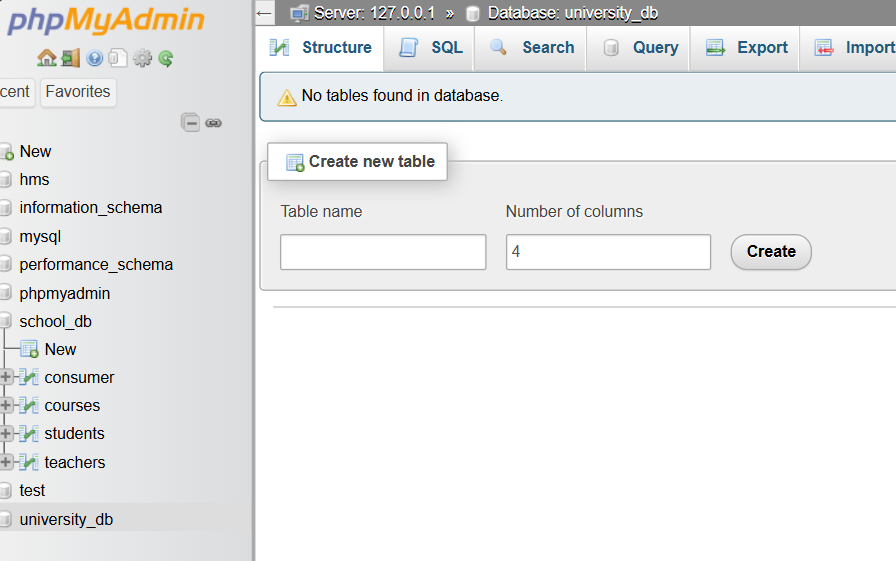 phpMyAdmin
cent Favorites
New
hms
information_schema
mysql
performance_schema
phpmyadmin
school_db
New
consumer
courses
students
teachers
test
university_db
Server: 127.0.0.1 » Database: university_db
Structure SQL Search Query Export Import
No tables found in database.
Create new table
Table name Number of columns
4 Create